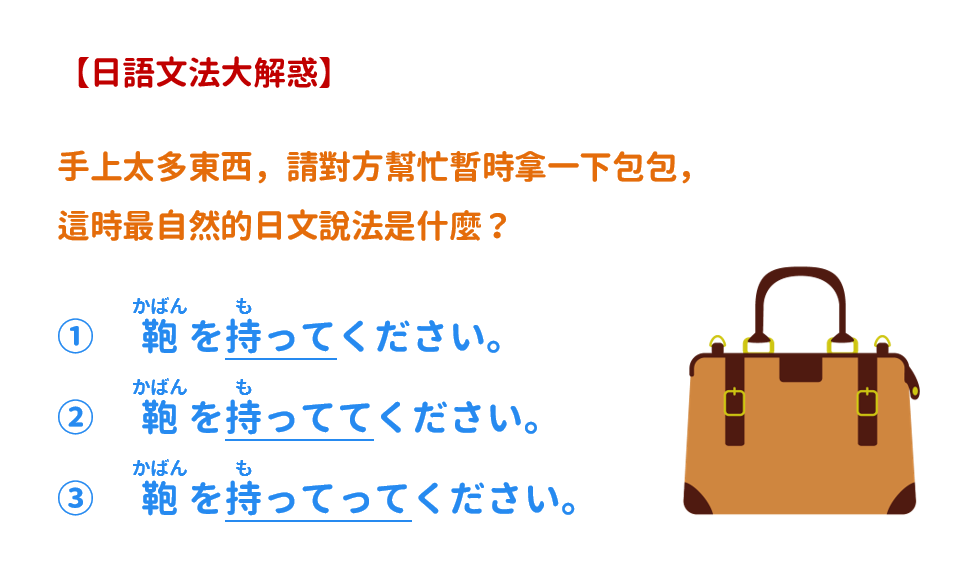 【日語文法大解惑】
手上太多東西，請對方幫忙暫時拿一下包包，
這時最自然的日文說法是什麼？
かばん も
① 鞄を持ってください。
かばん も
② 鞄を持っててください。
かばん も
③ 鞄を持ってってください。